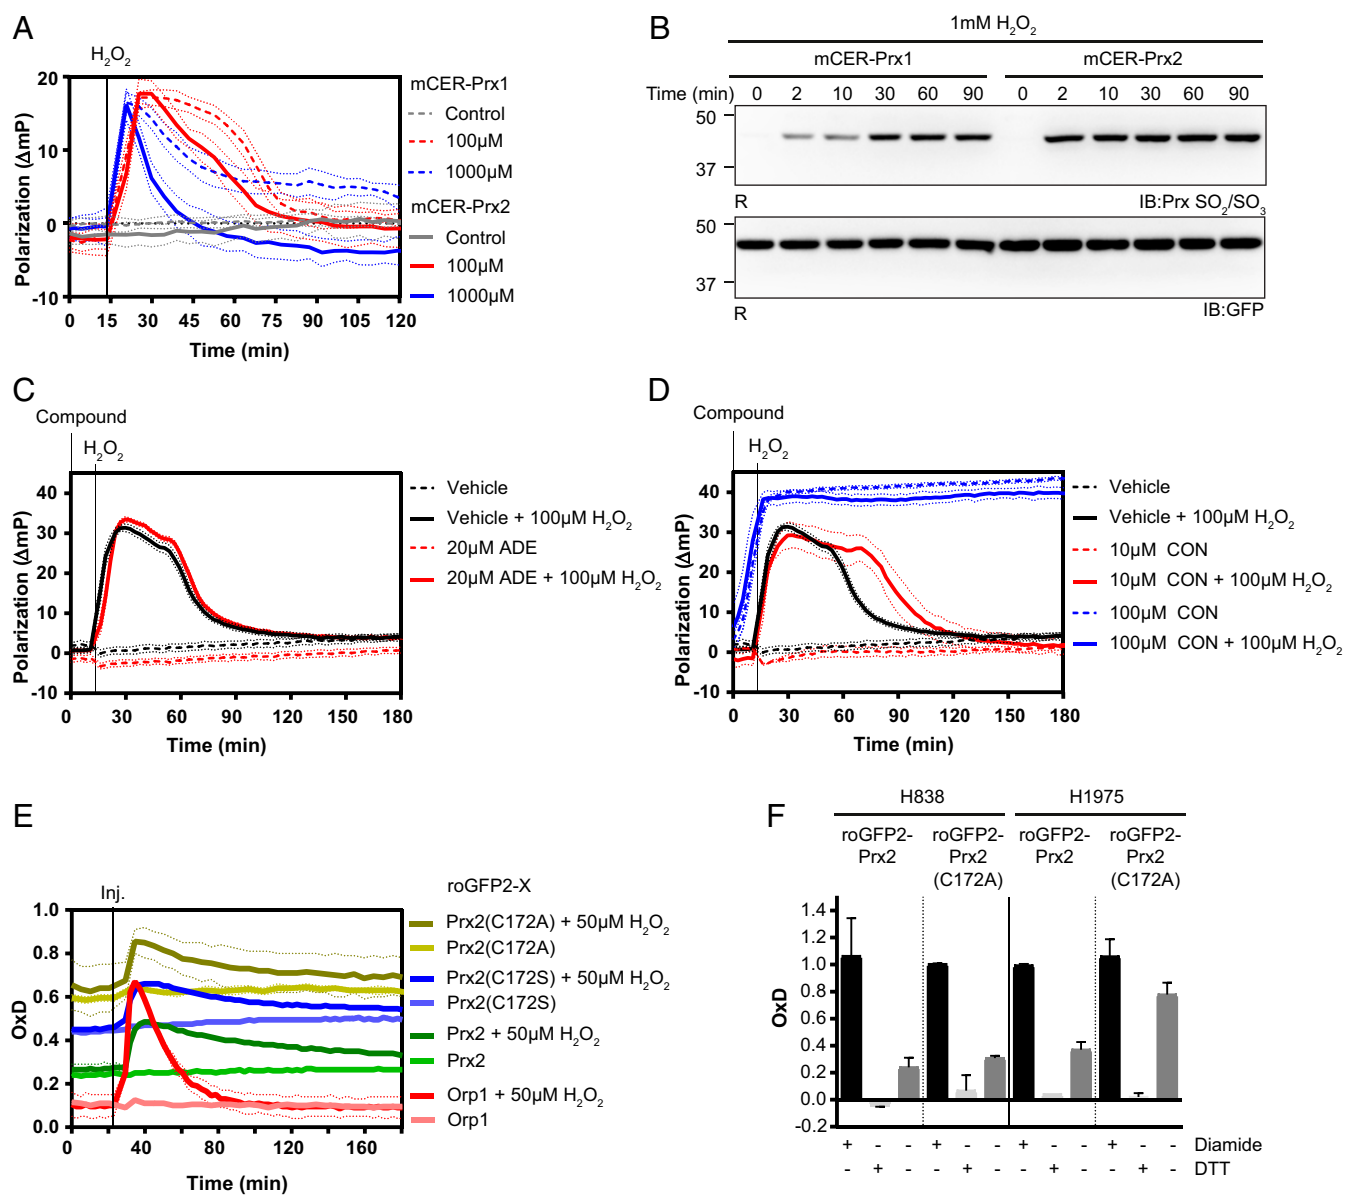 A
H2O2
20
10
0
-10
Polarization (ΔmP)
0 15 30 45 60 75 90 105 120
Time (min)
mCER-Prx1
Control
100µM
1000µM
mCER-Prx2
Control
100µM
1000µM
B
1mM H2O2
mCER-Prx1 mCER-Prx2
Time (min) 0 2 10 30 60 90 0 2 10 30 60 90
50
37
R IB:Prx SO2/SO3
50
37
R IB:GFP
C
Compound
H2O2
40
30
20
10
0
-10
Polarization (ΔmP)
0 30 60 90 120 150 180
Time (min)
Vehicle
Vehicle + 100µM H2O2
20µM ADE
20µM ADE + 100µM H2O2
D
Compound
H2O2
40
30
20
10
0
-10
Polarization (ΔmP)
0 30 60 90 120 150 180
Time (min)
Vehicle
Vehicle + 100µM H2O2
10µM CON
10µM CON + 100µM H2O2
100µM CON
100µM CON + 100µM H2O2
E
Inj.
1.0
0.8
0.6
0.4
0.2
0.0
OxD
0 40 80 120 160
Time (min)
roGFP2-X
Prx2(C172A) + 50µM H2O2
Prx2(C172A)
Prx2(C172S) + 50µM H2O2
Prx2(C172S)
Prx2 + 50µM H2O2
Prx2
Orp1 + 50µM H2O2
Orp1
F
H838 H1975
roGFP2- roGFP2- roGFP2- roGFP2-
Prx2 Prx2 Prx2 Prx2
(C172A) (C172A)
1.4
1.2
1.0
0.8
0.6
0.4
0.2
0.0
-0.2
OxD
+ - - + - - + - - + - - Diamide
- + - - + - - + - - + - DTT